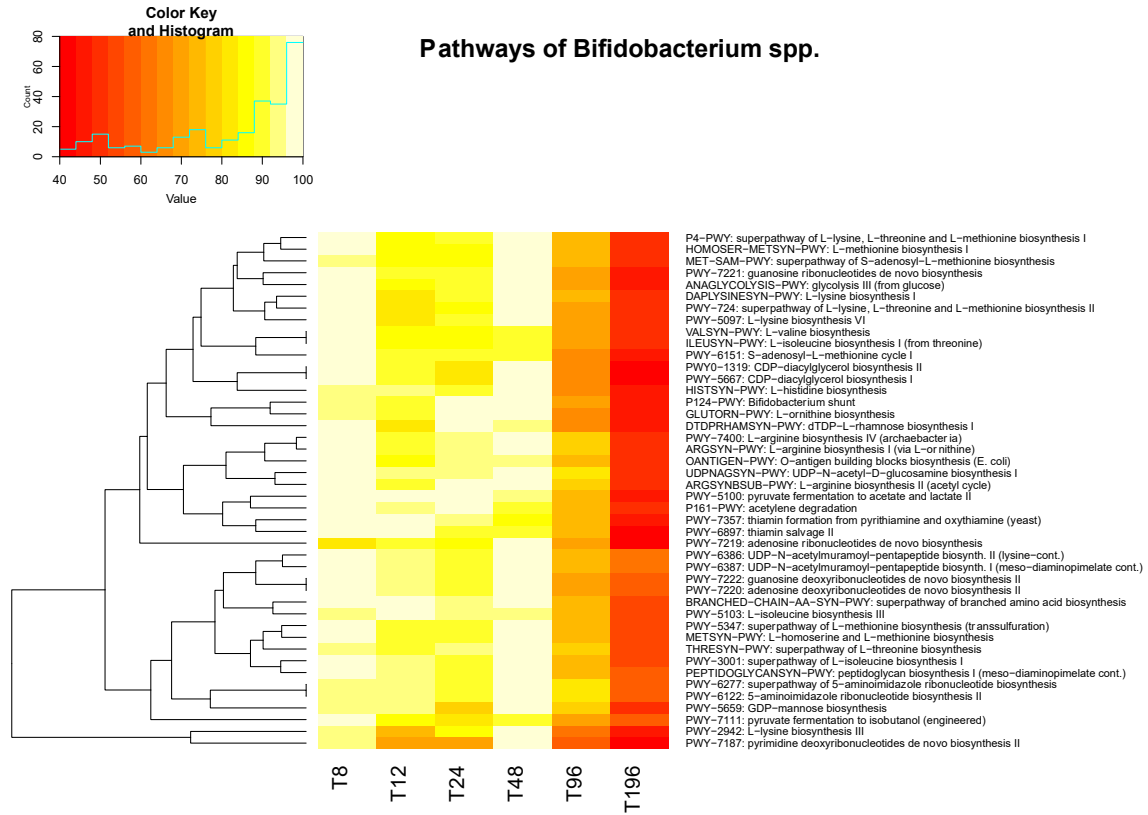 Color Key
and Histogram
Pathways of Bifidobacterium spp.
Count
0 20 40 60 80
40 50 60 70 80 90 100
Value
P4−PWY: superpathway of L−lysine, L−threonine and L−methionine biosynthesis I
HOMOSER−METSYN−PWY: L−methionine biosynthesis I
MET−SAM−PWY: superpathway of S−adenosyl−L−methionine biosynthesis
PWY−7221: guanosine ribonucleotides de novo biosynthesis
ANAGLYCOLYSIS−PWY: glycolysis III (from glucose)
DAPLYSINESYN−PWY: L−lysine biosynthesis I
PWY−724: superpathway of L−lysine, L−threonine and L−methionine biosynthesis II
PWY−5097: L−lysine biosynthesis VI
VALSYN−PWY: L−valine biosynthesis
ILEUSYN−PWY: L−isoleucine biosynthesis I (from threonine)
PWY−6151: S−adenosyl−L−methionine cycle I
PWY0−1319: CDP−diacylglycerol biosynthesis II
PWY−5667: CDP−diacylglycerol biosynthesis I
HISTSYN−PWY: L−histidine biosynthesis
P124−PWY: Bifidobacterium shunt
GLUTORN−PWY: L−ornithine biosynthesis
DTDPRHAMSYN−PWY: dTDP−L−rhamnose biosynthesis I
PWY−7400: L−arginine biosynthesis IV (archaebacteria)
ARGSYN−PWY: L−arginine biosynthesis I (via L−ornithine)
OANTIGEN−PWY: O−antigen building blocks biosynthesis (E. coli)
UDPNAGSYN−PWY: UDP−N−acetyl−D−glucosamine biosynthesis I
ARGSYNBSUB−PWY: L−arginine biosynthesis II (acetyl cycle)
PWY−5100: pyruvate fermentation to acetate and lactate II
P161−PWY: acetylene degradation
PWY−7357: thiamin formation from pyrithiamine and oxythiamine (yeast)
PWY−6897: thiamin salvage II
PWY−7219: adenosine ribonucleotides de novo biosynthesis
PWY−6386: UDP−N−acetylmuramoyl−pentapeptide biosynth. II (lysine−cont.)
PWY−6387: UDP−N−acetylmuramoyl−pentapeptide biosynth. I (meso−diaminopimelate cont.)
PWY−7222: guanosine deoxyribonucleotides de novo biosynthesis II
PWY−7220: adenosine deoxyribonucleotides de novo biosynthesis II
BRANCHED−CHAIN−AA−SYN−PWY: superpathway of branched amino acid biosynthesis
PWY−5103: L−isoleucine biosynthesis III
PWY−5347: superpathway of L−methionine biosynthesis (transsulfuration)
METSYN−PWY: L−homoserine and L−methionine biosynthesis
THRESYN−PWY: superpathway of L−threonine biosynthesis
PWY−3001: superpathway of L−isoleucine biosynthesis I
PEPTIDOGLYCANSYN−PWY: peptidoglycan biosynthesis I (meso−diaminopimelate cont.)
PWY−6277: superpathway of 5−aminoimidazole ribonucleotide biosynthesis
PWY−6122: 5−aminoimidazole ribonucleotide biosynthesis II
PWY−5659: GDP−mannose biosynthesis
PWY−7111: pyruvate fermentation to isobutanol (engineered)
PWY−2942: L−lysine biosynthesis III
PWY−7187: pyrimidine deoxyribonucleotides de novo biosynthesis II
T8 T12 T24 T48 T96 T196